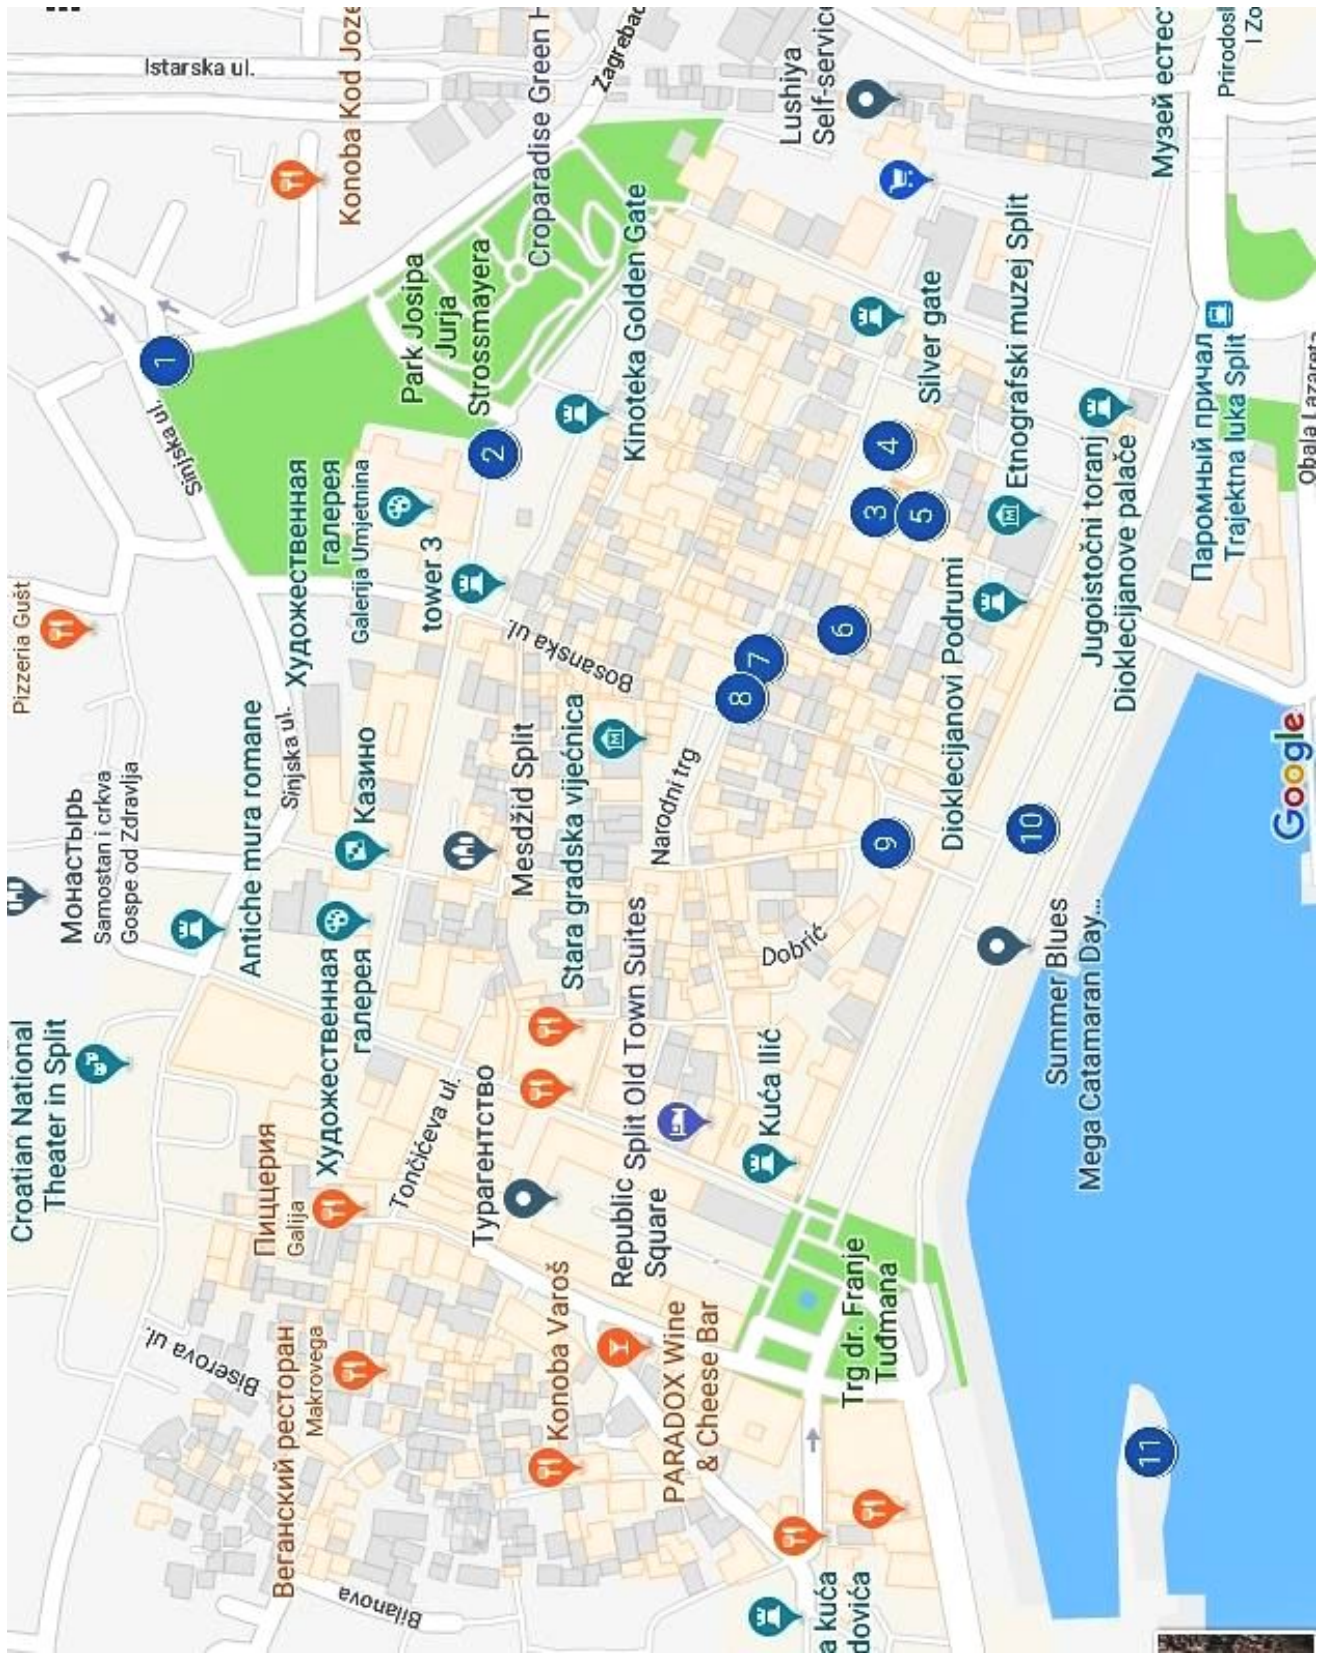 Istarska ul.
Konoba Kod Joze
Zagrebač
Croparadise Green H
Lushiya
Self-service
Музей естес
Prirodosl
I Zo
1
Sinjska ul.
Park Josipa
Jurja
Strossmayera
Kinoteka Golden Gate
Silver gate
Etnografski muzej Split
Паромный причал
Trajektna luka Split
Obala Lazareta
2
3
4
5
Художественная
галерея
Galerija Umjetnina
tower 3
Bosanska ul.
6
7
8
Dioklecijanovi Podrumi
Jugoistočni toranj
Dioklecijanove palače
Pizzeria Gušt
Antiche mura romane
Sinjska ul.
Казино
Mesdžid Split
Stara gradska vijećnica
Narodni trg
9
10
Google
Монастырь
Samostan i crkva
Gospe od Zdravlja
Художественная
галерея
Dobrić
Summer Blues
Mega Catamaran Day...
Croatian National
Theater in Split
Пиццерия
Galija
Tončićeva ul.
Турагентство
Split Old Town Suites
Republic
Square
Kuća Ilić
Biserova ul.
Веганский ресторан
Makrovega
Konoba Varoš
PARADOX Wine
& Cheese Bar
Trg dr. Franje
Tuđmana
11
Bilanova
a kuća
dovića